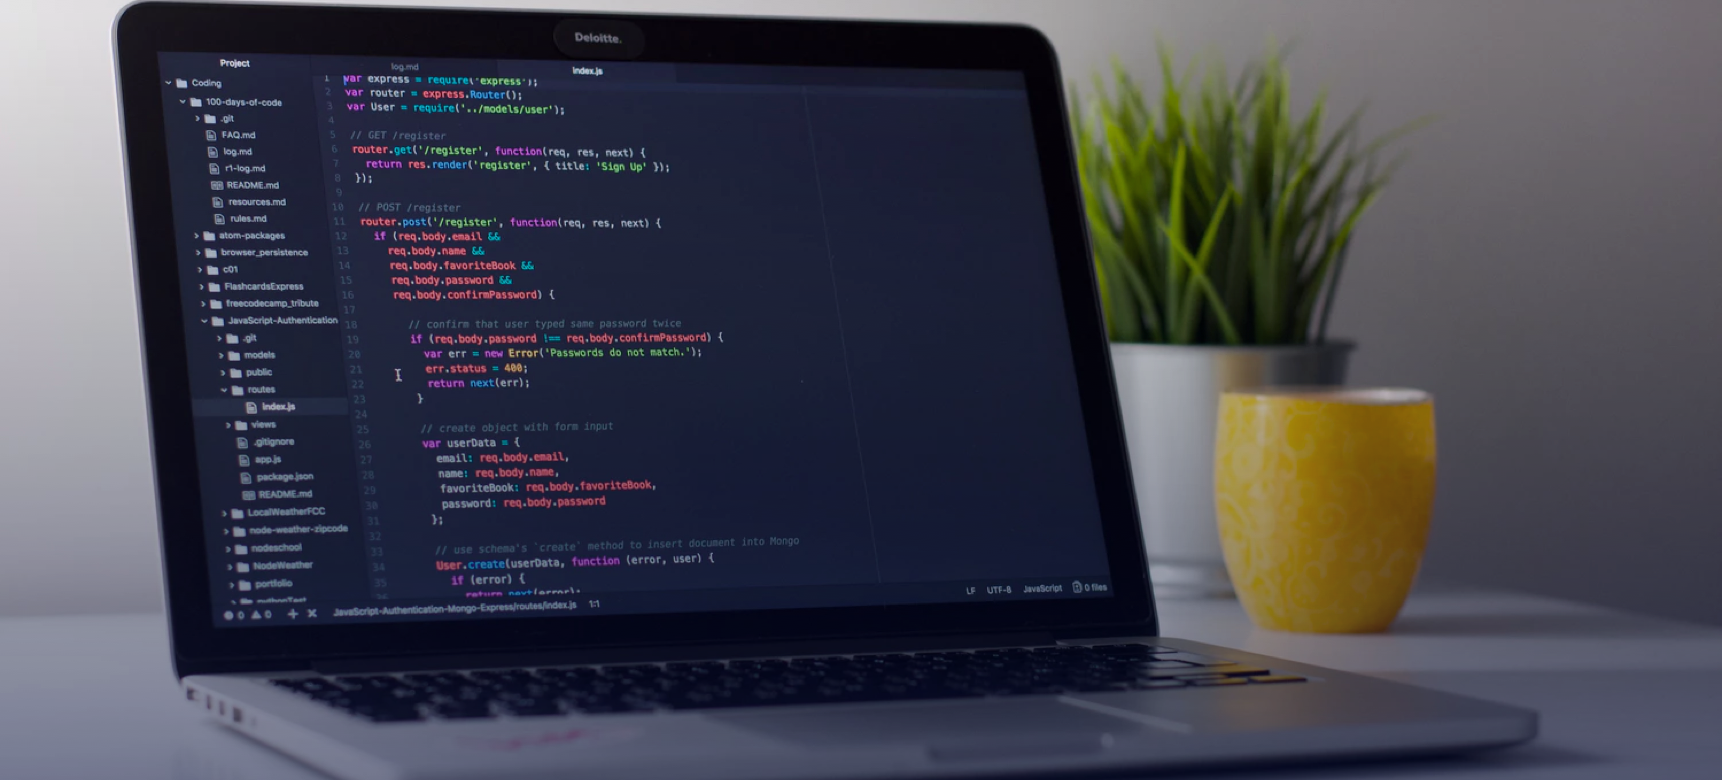 Deloitte.
Project
log.md
index.js
Coding
100-days-of-code
.git
FAQ.md
log.md
r1-log.md
README.md
resources.md
rules.md
atom-packages
browser_persistence
c01
FlashcardsExpress
freecodecamp_tribute
JavaScript-Authentication
.git
models
public
routes
index.js
views
.gitignore
app.js
package.json
README.md
LocalWeatherFCC
node-weather-zipcode
nodeschool
NodeWeather
portfolio
pythonTest
1 var express = require('express');
2 var router = express.Router();
3 var User = require('../models/user');
4
5 // GET /register
6 router.get('/register', function(req, res, next) {
7 return res.render('register', { title: 'Sign Up' });
8 });
9
10 // POST /register
11 router.post('/register', function(req, res, next) {
12 if (req.body.email &&
13 req.body.name &&
14 req.body.favoriteBook &&
15 req.body.password &&
16 req.body.confirmPassword) {
17
18 // confirm that user typed same password twice
19 if (req.body.password !== req.body.confirmPassword) {
20 var err = new Error('Passwords do not match.');
21 err.status = 400;
22 return next(err);
23 }
24
25 // create object with form input
26 var userData = {
27 email: req.body.email,
28 name: req.body.name,
29 favoriteBook: req.body.favoriteBook,
30 password: req.body.password
31 };
32
33 // use schema's `create` method to insert document into Mongo
34 User.create(userData, function (error, user) {
35 if (error) {
36 return next(error);
0 0 + × JavaScript-Authentication-Mongo-Express/routes/index.js 1:1
LF UTF-8 JavaScript 0 files